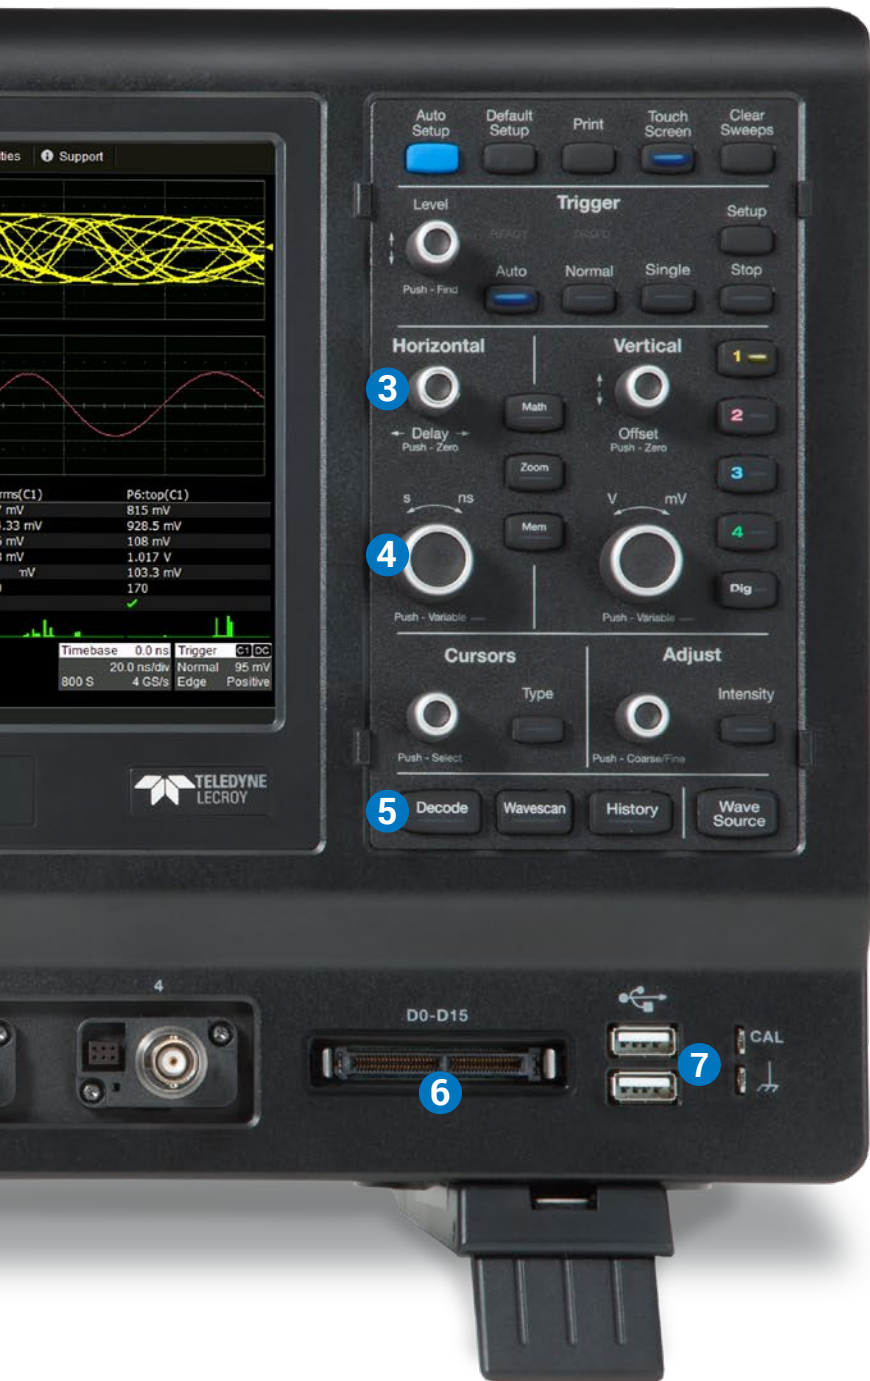 ties Support
Auto Setup
Default Setup
Print
Touch Screen
Clear Sweeps
Level
Trigger
Setup
READY
TRIG'D
Auto
Normal
Single
Stop
Push - Find
Horizontal
Vertical
1
3
Math
2
Delay
Push - Zero
Offset
Push - Zero
Zoom
3
s ns
V mV
Mem
4
4
Dig
Push - Variable
Push - Variable
rms(C1) P6:top(C1)
mV 815 mV
.33 mV 928.5 mV
mV 108 mV
mV 1.017 V
mV 103.3 mV
170
Timebase 0.0 ns Trigger C1 DC
20.0 ns/div Normal 95 mV
800 S 4 GS/s Edge Positive
Cursors
Adjust
Type
Intensity
Push - Select
Push - Coarse/Fine
TELEDYNE
LECROY
5
Decode
Wavescan
History
Wave Source
4
D0-D15
CAL
6
7